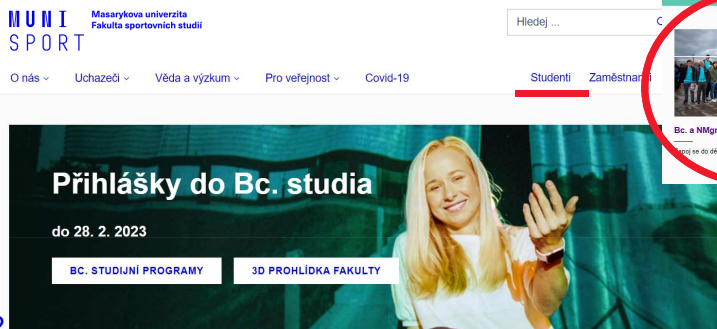 MUNI
SPORT
Masarykova univerzita
Fakulta sportovních studií
Hledej ...
O nás
Uchazeči
Věda a výzkum
Pro veřejnost
Covid-19
Studenti
Zaměstnanci
Přihlášky do Bc. studia
do 28. 2. 2023
BC. STUDIJNÍ PROGRAMY
3D PROHLÍDKA FAKULTY
Bc. a NMgr